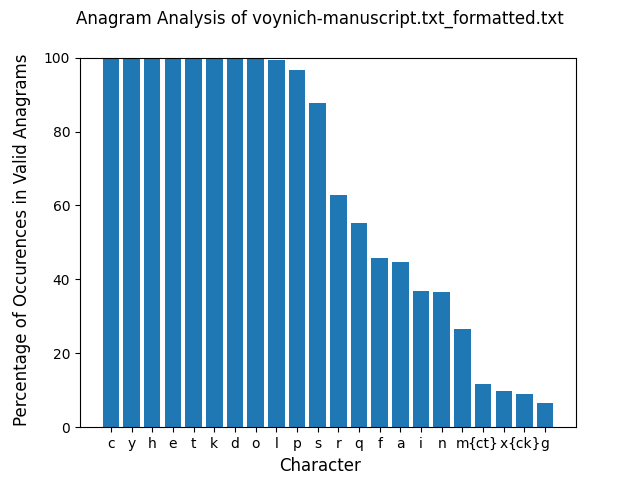 Anagram Analysis of voynich-manuscript.txt_formatted.txt
Percentage of Occurences in Valid Anagrams
100
80
60
40
20
0
c y h e t k d o l p s r q f a i n m {ct} x {ck} g
Character